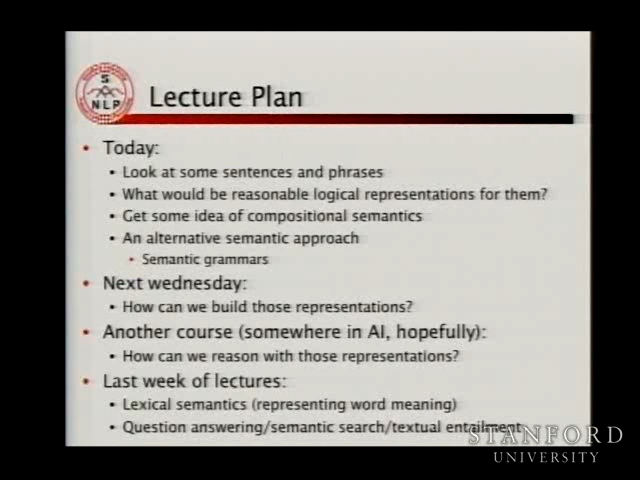 S
NLP
Lecture Plan
• Today:
• Look at some sentences and phrases
• What would be reasonable logical representations for them?
• Get some idea of compositional semantics
• An alternative semantic approach
• Semantic grammars
• Next wednesday:
• How can we build those representations?
• Another course (somewhere in AI, hopefully):
• How can we reason with those representations?
• Last week of lectures:
• Lexical semantics (representing word meaning)
• Question answering/semantic search/textual entailment
STANFORD
UNIVERSITY